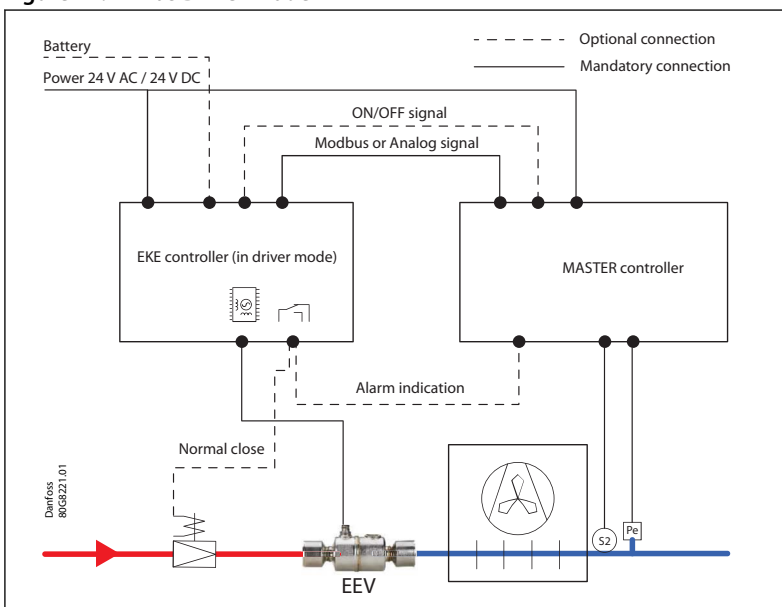 Battery
Optional connection
Power 24 V AC / 24 V DC
Mandatory connection
ON/OFF signal
Modbus or Analog signal
EKE controller (in driver mode)
MASTER controller
Alarm indication
Normal close
Danfoss
80G8221.01
S2
Pe
EEV